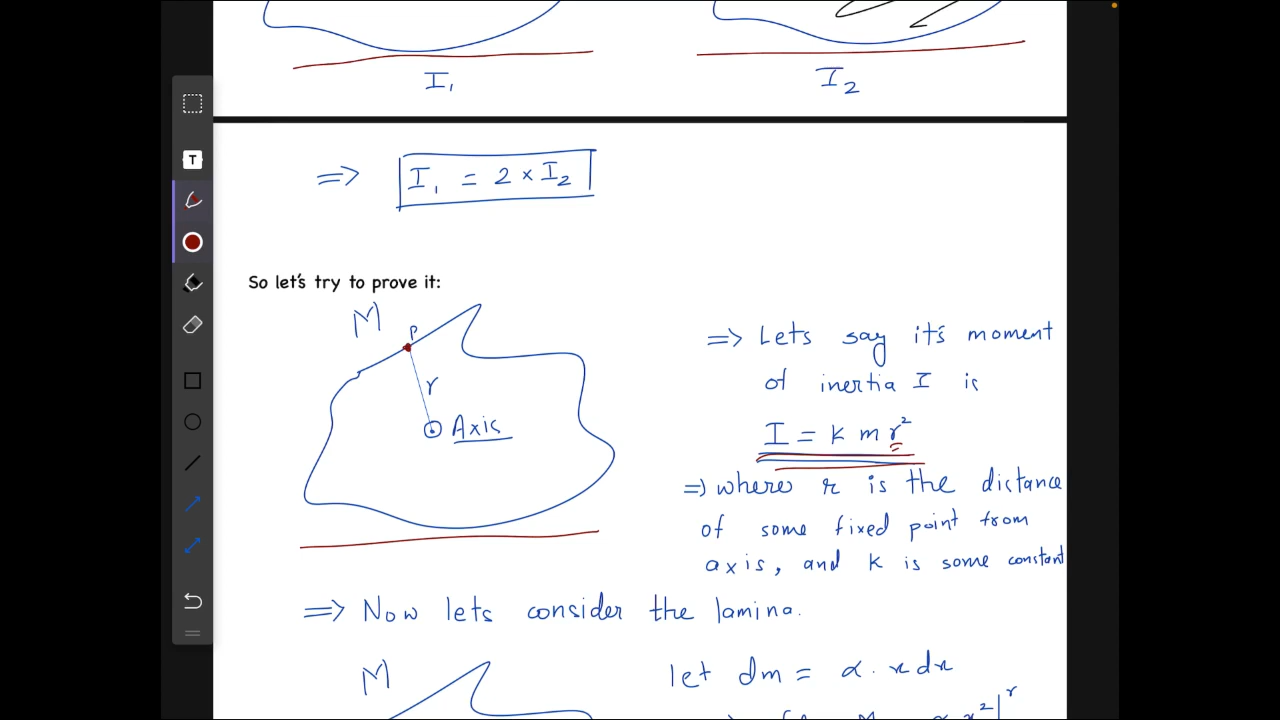 I₁
I₂
T
=> I₁ = 2 × I₂
So let's try to prove it:
M
P
r
Axis
=> Lets say it's moment
of inertia I is
I = k m r²
=> where r is the distance
of some fixed point from
axis, and k is some constant
=> Now lets consider the lamina.
M
let dm = α . x dx